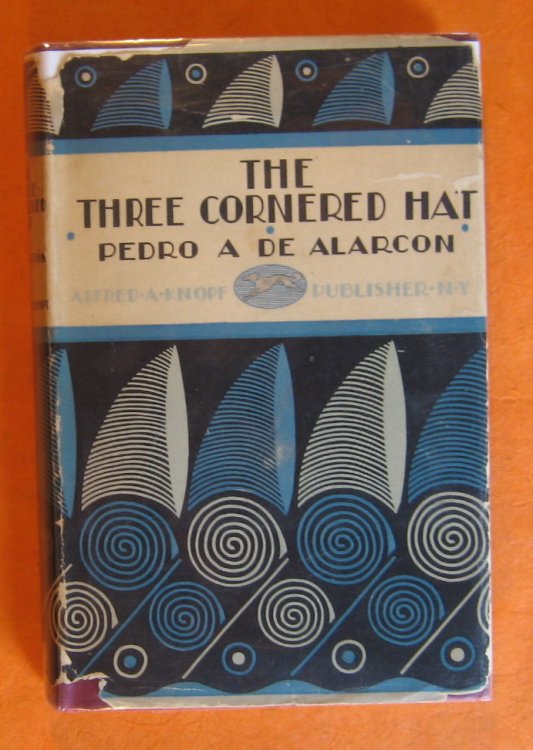 THE
THREE CORNERED HAT
PEDRO A DE ALARCON
ALFRED·A·KNOPF PUBLISHER·N·Y